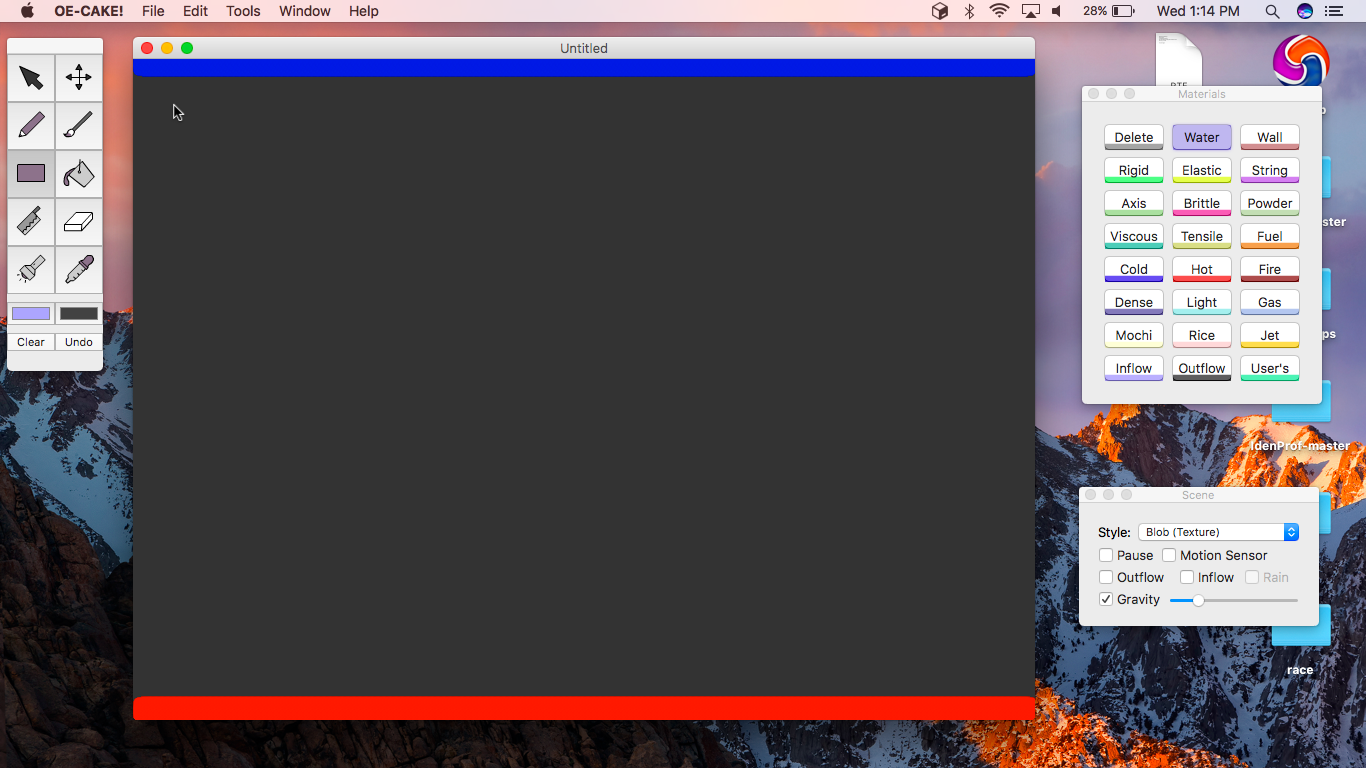 OE-CAKE! File Edit Tools Window Help 28% Wed 1:14 PM
Untitled
Clear Undo
Materials
Delete Water Wall
Rigid Elastic String
Axis Brittle Powder
Viscous Tensile Fuel
Cold Hot Fire
Dense Light Gas
Mochi Rice Jet
Inflow Outflow User's
Scene
Style: Blob (Texture)
Pause Motion Sensor
Outflow Inflow Rain
Gravity
ster
ps
IdenProf-master
race